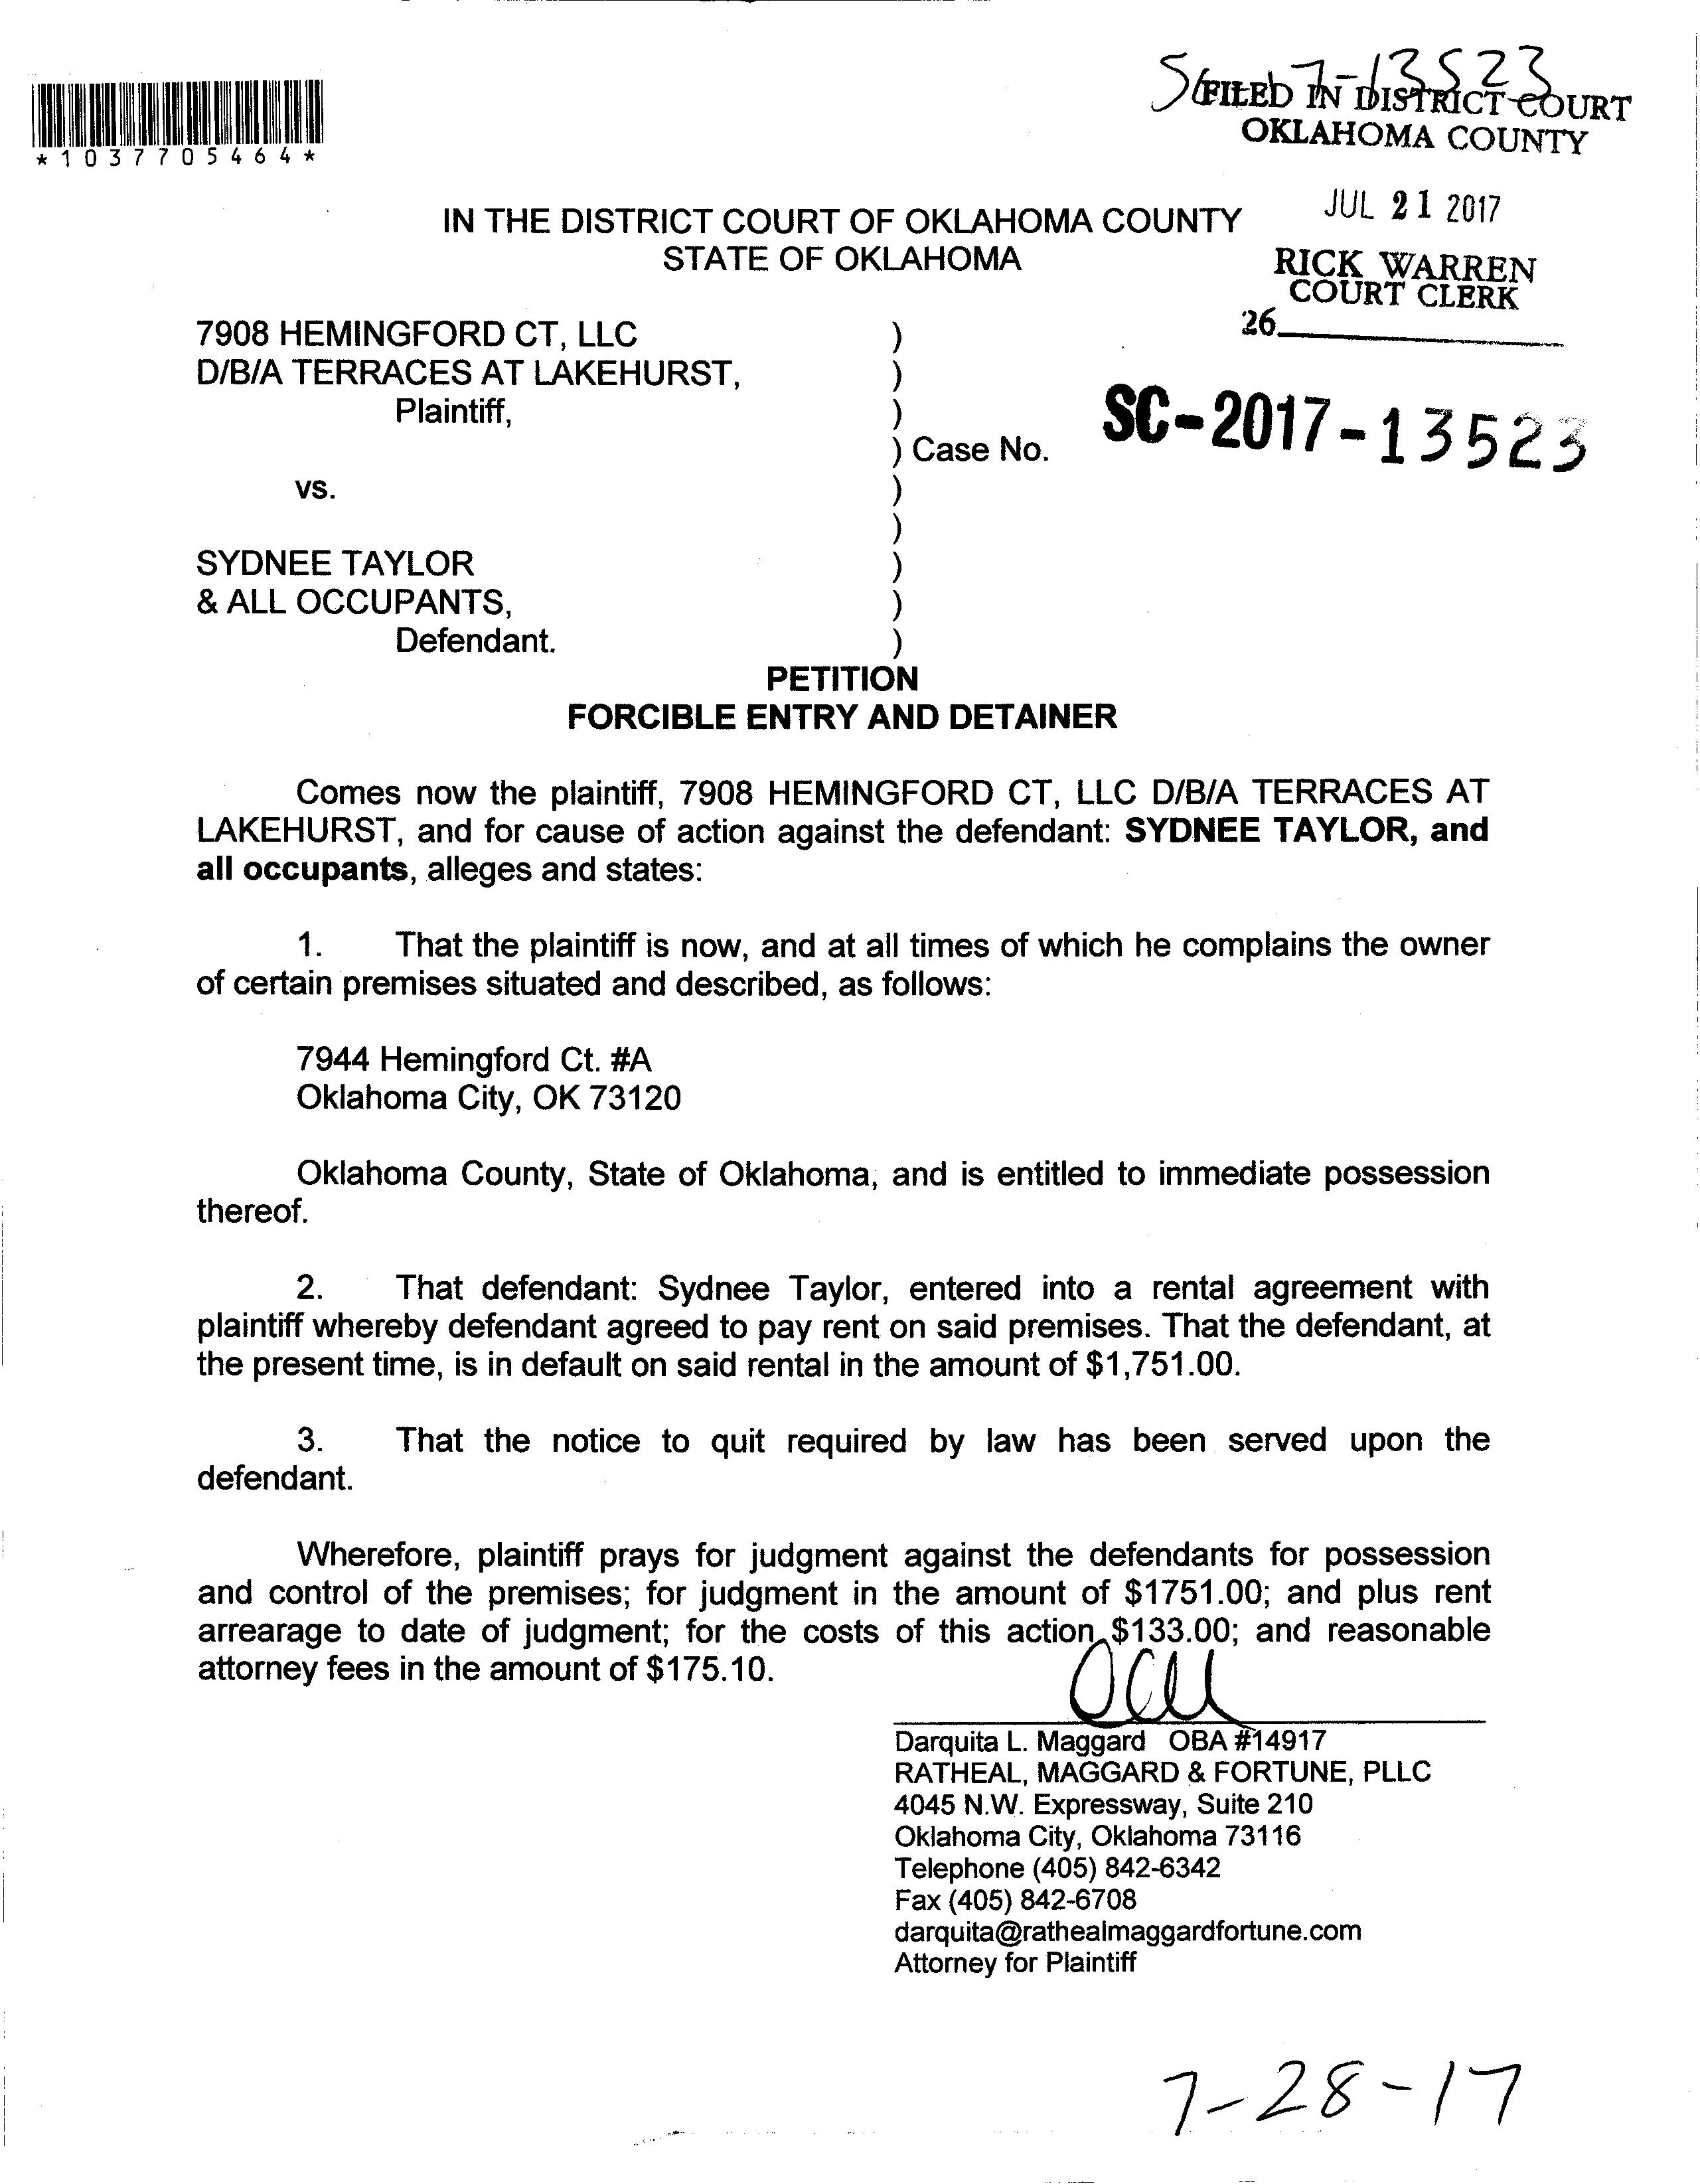 SC17-13523
FILED IN DISTRICT COURT
OKLAHOMA COUNTY
*1037705464*
JUL 21 2017
IN THE DISTRICT COURT OF OKLAHOMA COUNTY
STATE OF OKLAHOMA
RICK WARREN
COURT CLERK
26
7908 HEMINGFORD CT, LLC )
D/B/A TERRACES AT LAKEHURST, )
Plaintiff, )
) Case No. SC-2017-13523
vs. )
)
SYDNEE TAYLOR )
& ALL OCCUPANTS, )
Defendant. )
PETITION
FORCIBLE ENTRY AND DETAINER
Comes now the plaintiff, 7908 HEMINGFORD CT, LLC D/B/A TERRACES AT
LAKEHURST, and for cause of action against the defendant: SYDNEE TAYLOR, and
all occupants, alleges and states:
1. That the plaintiff is now, and at all times of which he complains the owner
of certain premises situated and described, as follows:
7944 Hemingford Ct. #A
Oklahoma City, OK 73120
Oklahoma County, State of Oklahoma, and is entitled to immediate possession
thereof.
2. That defendant: Sydnee Taylor, entered into a rental agreement with
plaintiff whereby defendant agreed to pay rent on said premises. That the defendant, at
the present time, is in default on said rental in the amount of $1,751.00.
3. That the notice to quit required by law has been served upon the
defendant.
Wherefore, plaintiff prays for judgment against the defendants for possession
and control of the premises; for judgment in the amount of $1751.00; and plus rent
arrearage to date of judgment; for the costs of this action $133.00; and reasonable
attorney fees in the amount of $175.10.
Darquita L. Maggard OBA #14917
RATHEAL, MAGGARD & FORTUNE, PLLC
4045 N.W. Expressway, Suite 210
Oklahoma City, Oklahoma 73116
Telephone (405) 842-6342
Fax (405) 842-6708
darquita@rathealmaggardfortune.com
Attorney for Plaintiff
7-28-17